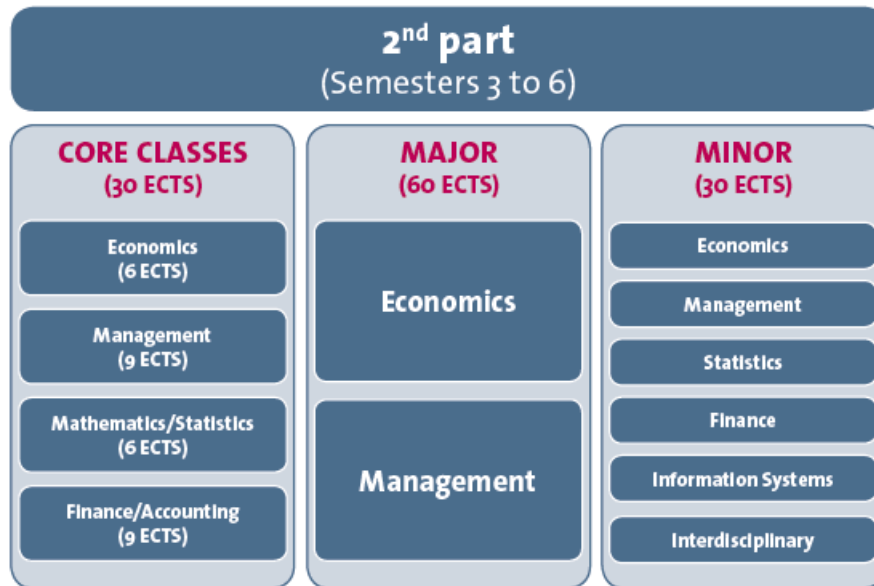 2nd part
(Semesters 3 to 6)
CORE CLASSES
(30 ECTS)
Economics
(6 ECTS)
Management
(9 ECTS)
Mathematics/Statistics
(6 ECTS)
Finance/Accounting
(9 ECTS)
MAJOR
(60 ECTS)
Economics
Management
MINOR
(30 ECTS)
Economics
Management
Statistics
Finance
Information Systems
Interdisciplinary